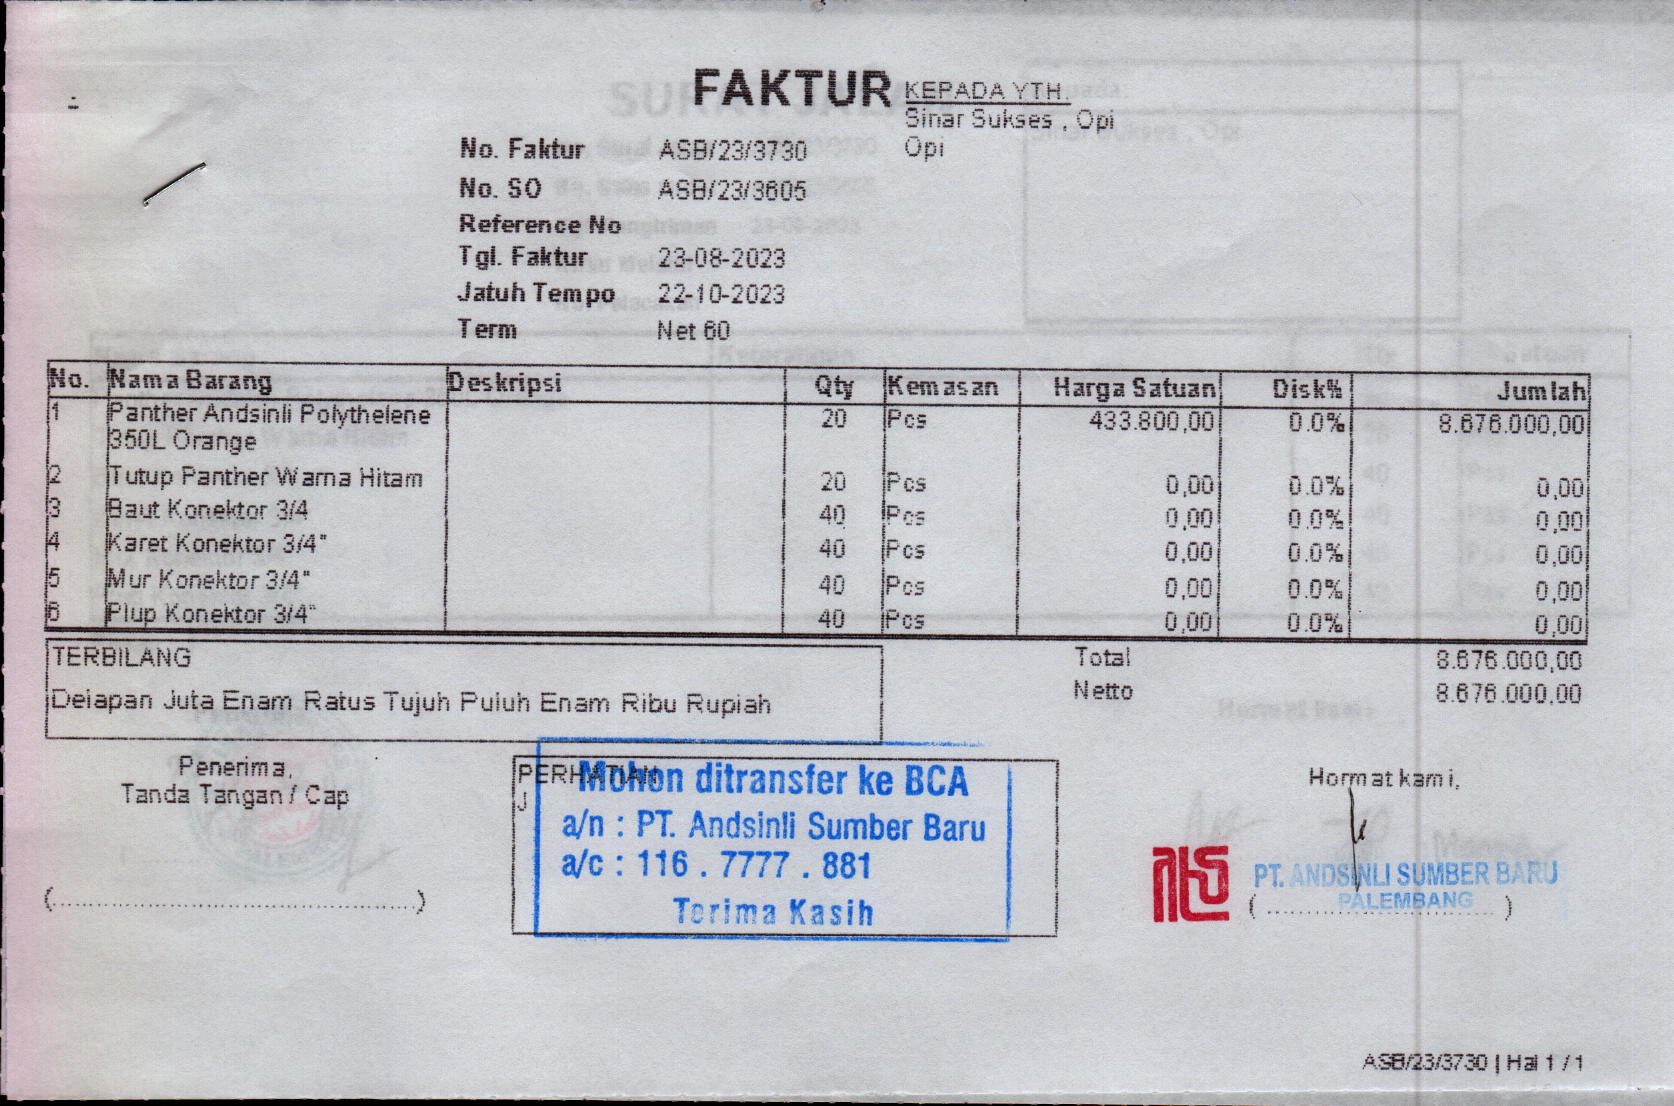 FAKTUR
KEPADA YTH.
Sinar Sukses , Opi
Opi
No. Faktur ASB/23/3730
No. SO ASB/23/3605
Reference No
Tgl. Faktur 23-08-2023
Jatuh Tempo 22-10-2023
Term Net 60
No. Nama Barang Deskripsi Qty Kemasan Harga Satuan Disk% Jumlah
1 Panther Andsinli Polythelene 20 Pcs 433.800,00 0.0% 8.676.000,00
350L Orange
2 Tutup Panther Warna Hitam 20 Pcs 0,00 0.0% 0,00
3 Baut Konektor 3/4 40 Pcs 0,00 0.0% 0,00
4 Karet Konektor 3/4" 40 Pcs 0,00 0.0% 0,00
5 Mur Konektor 3/4" 40 Pcs 0,00 0.0% 0,00
6 Plup Konektor 3/4" 40 Pcs 0,00 0.0% 0,00
TERBILANG
Delapan Juta Enam Ratus Tujuh Puluh Enam Ribu Rupiah
Total 8.676.000,00
Netto 8.676.000,00
Penerima,
Tanda Tangan / Cap
(........................................)
PERHATIAN
J
Mohon ditransfer ke BCA
a/n : PT. Andsinli Sumber Baru
a/c : 116 . 7777 . 881
Terima Kasih
Hormat kami,
PT. ANDSINLI SUMBER BARU
PALEMBANG
(........................................)
ASB/23/3730 | Hal 1 / 1